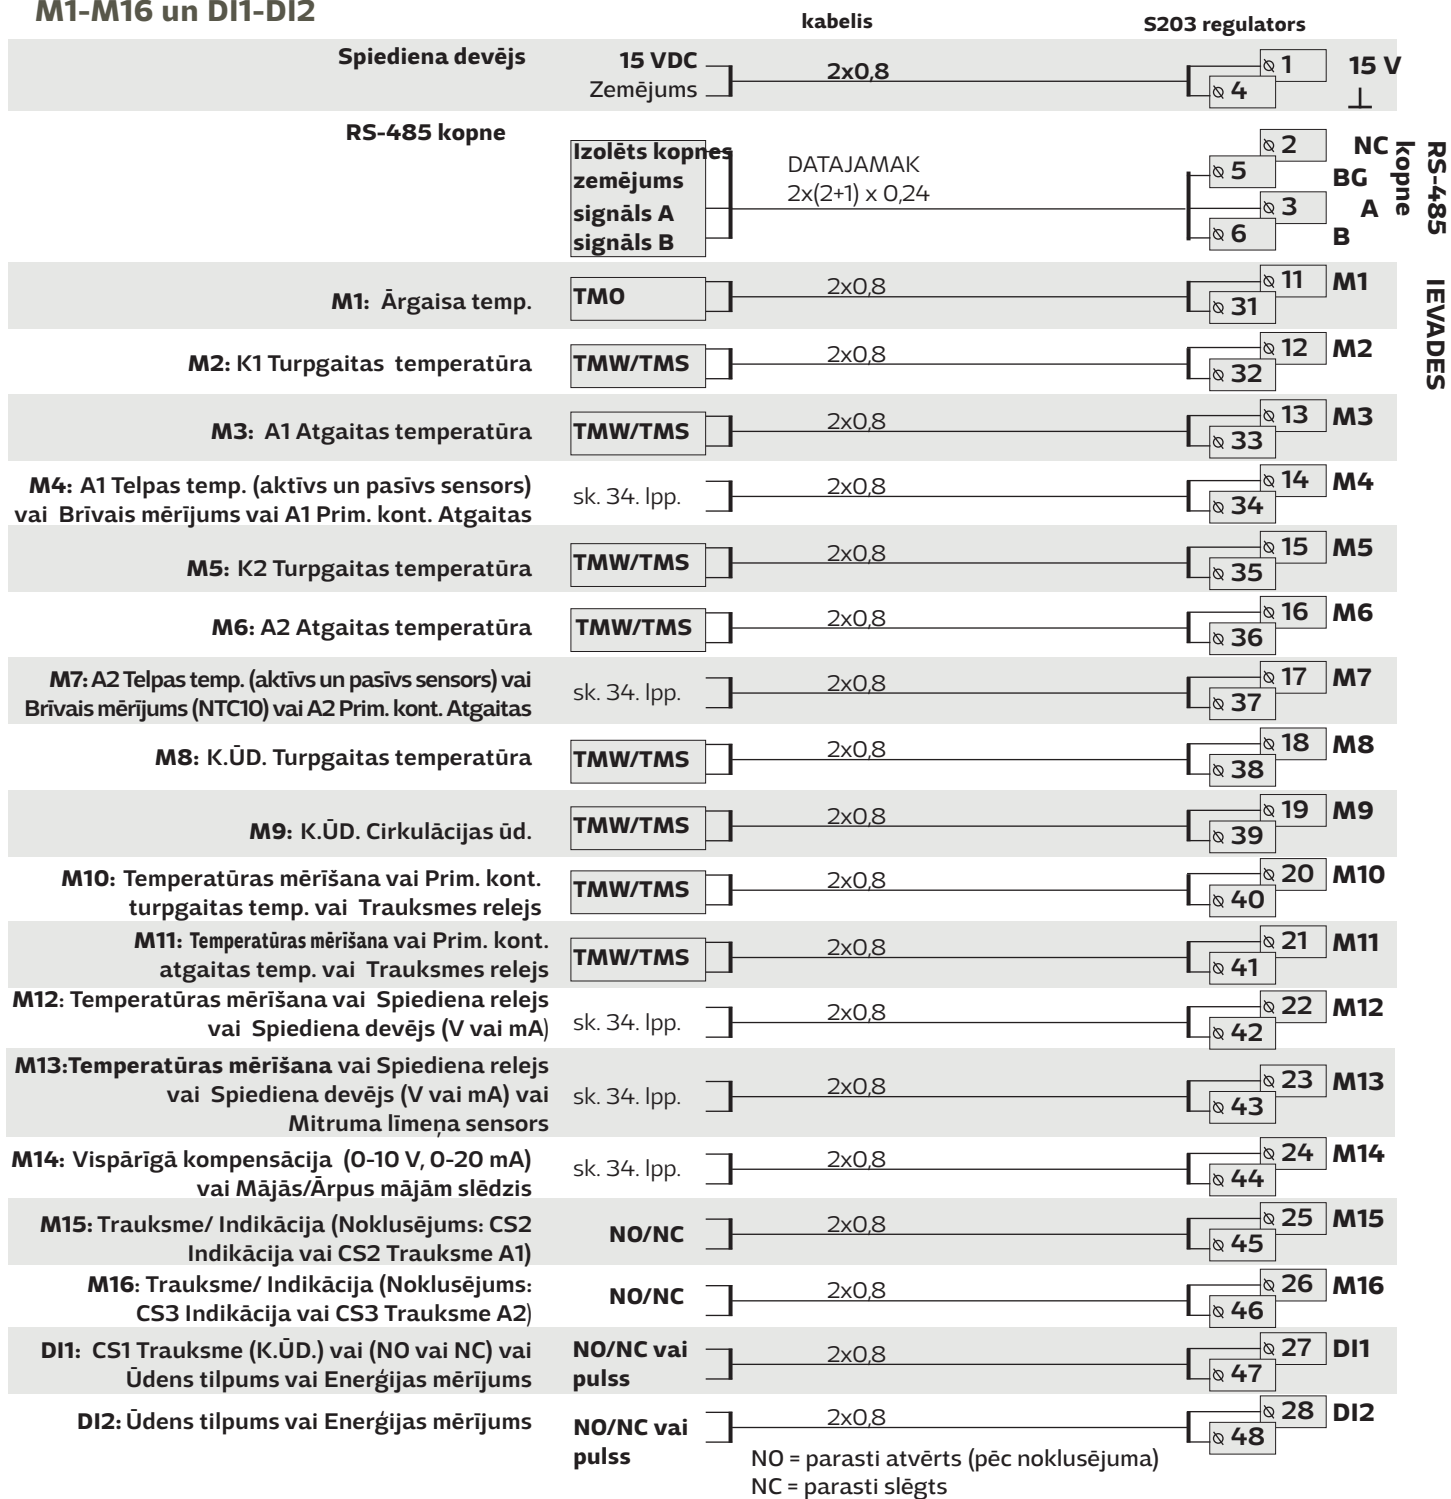 M1-M16 un DI1-DI2
kabelis
S203 regulators
Spiediena devējs
15 VDC
Zemējums
2x0,8
1
4
15 V
RS-485 kopne
Izolēts kopnes
zemējums
signāls A
signāls B
DATAJAMAK
2x(2+1) x 0,24
2
5
3
6
NC
BG
A
B
RS-485
kopne
IEVADES
M1: Ārgaisa temp.
TMO
2x0,8
11
31
M1
M2: K1 Turpgaitas temperatūra
TMW/TMS
2x0,8
12
32
M2
M3: A1 Atgaitas temperatūra
TMW/TMS
2x0,8
13
33
M3
M4: A1 Telpas temp. (aktīvs un pasīvs sensors)
vai Brīvais mērījums vai A1 Prim. kont. Atgaitas
sk. 34. lpp.
2x0,8
14
34
M4
M5: K2 Turpgaitas temperatūra
TMW/TMS
2x0,8
15
35
M5
M6: A2 Atgaitas temperatūra
TMW/TMS
2x0,8
16
36
M6
M7: A2 Telpas temp. (aktīvs un pasīvs sensors) vai
Brīvais mērījums (NTC10) vai A2 Prim. kont. Atgaitas
sk. 34. lpp.
2x0,8
17
37
M7
M8: K.ŪD. Turpgaitas temperatūra
TMW/TMS
2x0,8
18
38
M8
M9: K.ŪD. Cirkulācijas ūd.
TMW/TMS
2x0,8
19
39
M9
M10: Temperatūras mērīšana vai Prim. kont.
turpgaitas temp. vai Trauksmes relejs
TMW/TMS
2x0,8
20
40
M10
M11: Temperatūras mērīšana vai Prim. kont.
atgaitas temp. vai Trauksmes relejs
TMW/TMS
2x0,8
21
41
M11
M12: Temperatūras mērīšana vai Spiediena relejs
vai Spiediena devējs (V vai mA)
sk. 34. lpp.
2x0,8
22
42
M12
M13:Temperatūras mērīšana vai Spiediena relejs
vai Spiediena devējs (V vai mA) vai
Mitruma līmeņa sensors
sk. 34. lpp.
2x0,8
23
43
M13
M14: Vispārīgā kompensācija (0-10 V, 0-20 mA)
vai Mājās/Ārpus mājām slēdzis
sk. 34. lpp.
2x0,8
24
44
M14
M15: Trauksme/ Indikācija (Noklusējums: CS2
Indikācija vai CS2 Trauksme A1)
NO/NC
2x0,8
25
45
M15
M16: Trauksme/ Indikācija (Noklusējums:
CS3 Indikācija vai CS3 Trauksme A2)
NO/NC
2x0,8
26
46
M16
DI1: CS1 Trauksme (K.ŪD.) vai (NO vai NC) vai
Ūdens tilpums vai Enerģijas mērījums
NO/NC vai
pulss
2x0,8
27
47
DI1
DI2: Ūdens tilpums vai Enerģijas mērījums
NO/NC vai
pulss
2x0,8
28
48
DI2
NO = parasti atvērts (pēc noklusējuma)
NC = parasti slēgts